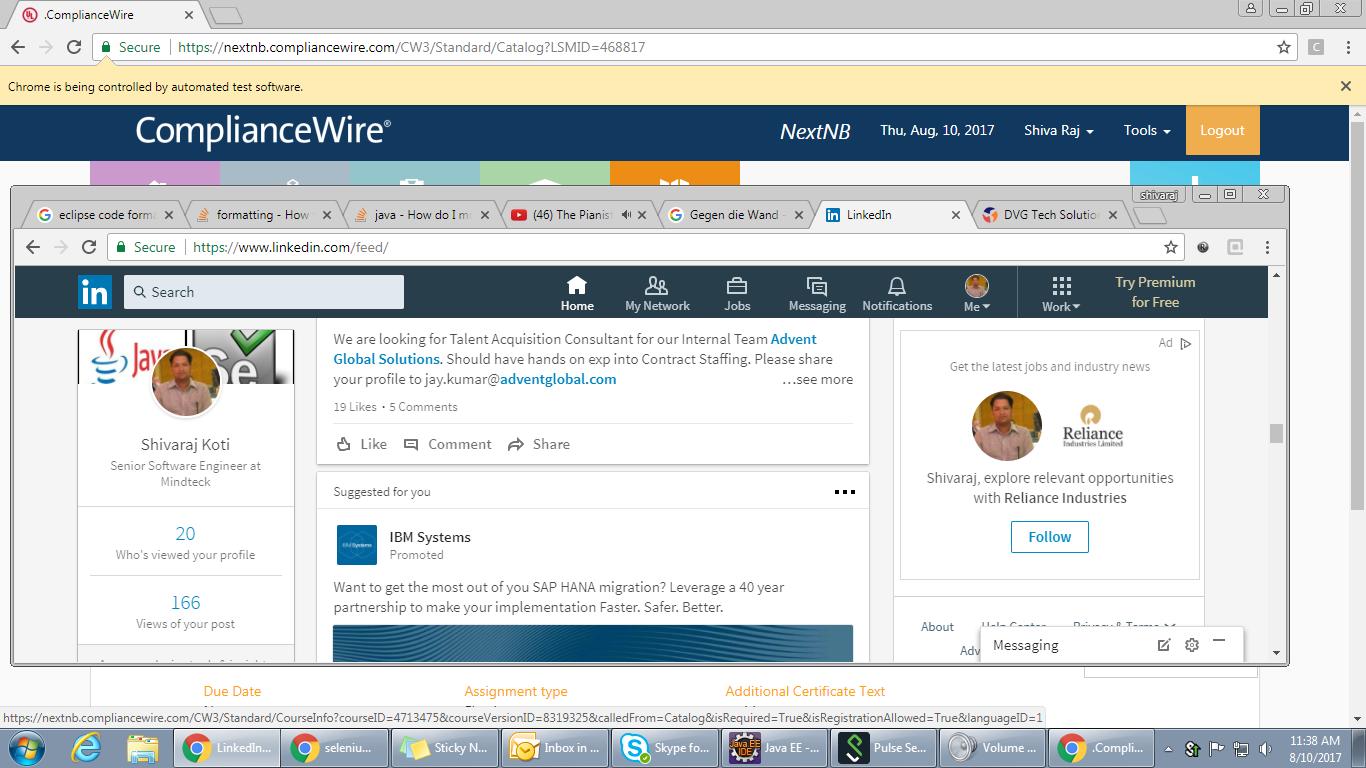 .ComplianceWire
Secure https://nextnb.compliancewire.com/CW3/Standard/Catalog?LSMID=468817
Chrome is being controlled by automated test software.
ComplianceWire®
NextNB Thu, Aug, 10, 2017 Shiva Raj Tools Logout
shivaraj
eclipse code forma
formatting - How
java - How do I m
(46) The Pianist
Gegen die Wand -
LinkedIn
DVG Tech Solutio
Secure https://www.linkedin.com/feed/
in Search
Home My Network Jobs Messaging Notifications Me Work
Try Premium
for Free
Java
Se
Shivaraj Koti
Senior Software Engineer at
Mindteck
20
Who's viewed your profile
166
Views of your post
We are looking for Talent Acquisition Consultant for our Internal Team Advent
Global Solutions. Should have hands on exp into Contract Staffing. Please share
your profile to jay.kumar@adventglobal.com …see more
19 Likes • 5 Comments
Like Comment Share
Suggested for you
IBM Systems
IBM Systems
Promoted
Want to get the most out of you SAP HANA migration? Leverage a 40 year
partnership to make your implementation Faster. Safer. Better.
Ad
Get the latest jobs and industry news
Reliance
Industries Limited
Shivaraj, explore relevant opportunities
with Reliance Industries
Follow
About Help Center Privacy & Terms
Adv
Messaging
Due Date Assignment type Additional Certificate Text
https://nextnb.compliancewire.com/CW3/Standard/CourseInfo?courseID=4713475&courseVersionID=8319325&calledFrom=Catalog&isRequired=True&isRegistrationAllowed=True&languageID=1
LinkedIn... seleniu... Sticky N... Inbox in ... Skype fo... Java EE -... Pulse Se... Volume ... .Compli...
Java EE
IDE
11:38 AM
8/10/2017